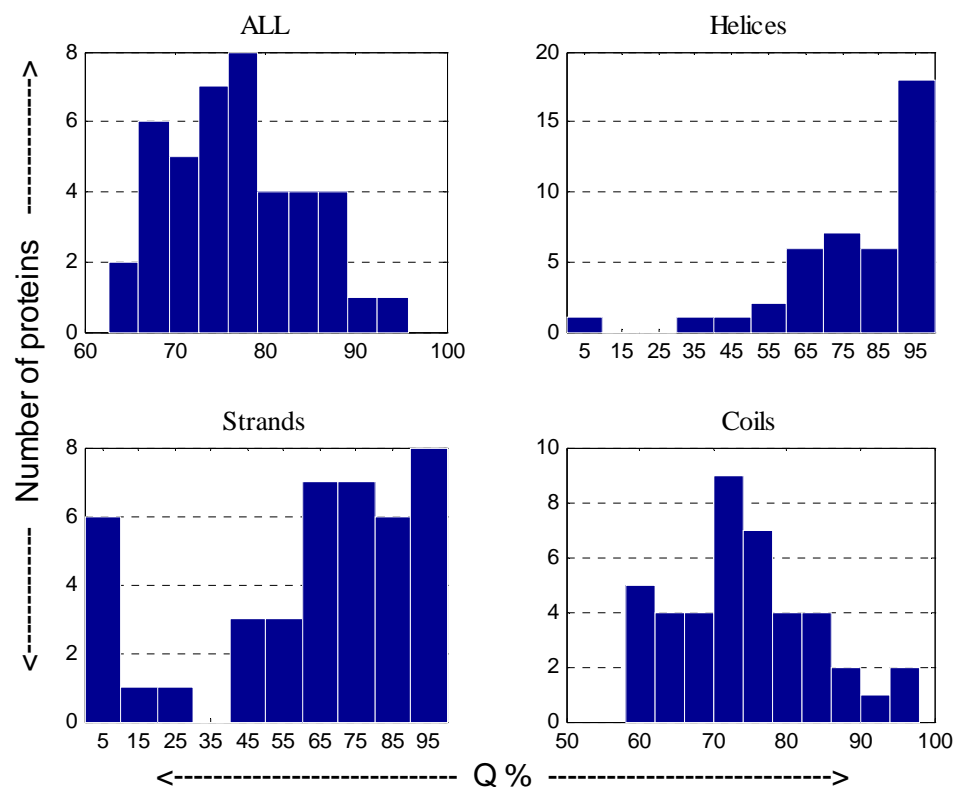 ALL
8
6
4
2
0
60 70 80 90 100
Helices
20
15
10
5
0
5 15 25 35 45 55 65 75 85 95
Strands
8
6
4
2
0
5 15 25 35 45 55 65 75 85 95
Coils
10
8
6
4
2
0
50 60 70 80 90 100
<-------- Number of proteins -------->
<---------------------------- Q % ---------------------------->